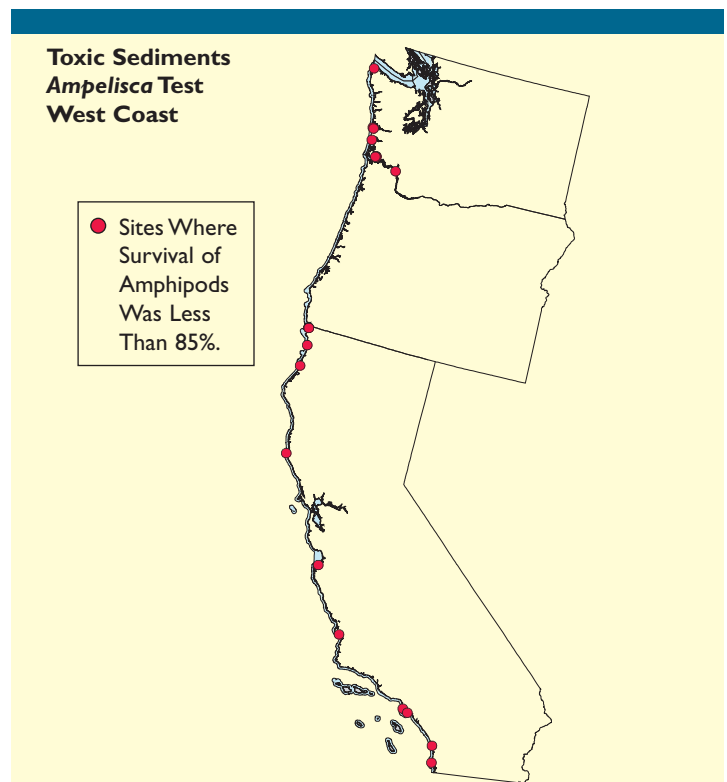 Toxic Sediments
Ampelisca Test
West Coast
Sites Where
Survival of
Amphipods
Was Less
Than 85%.